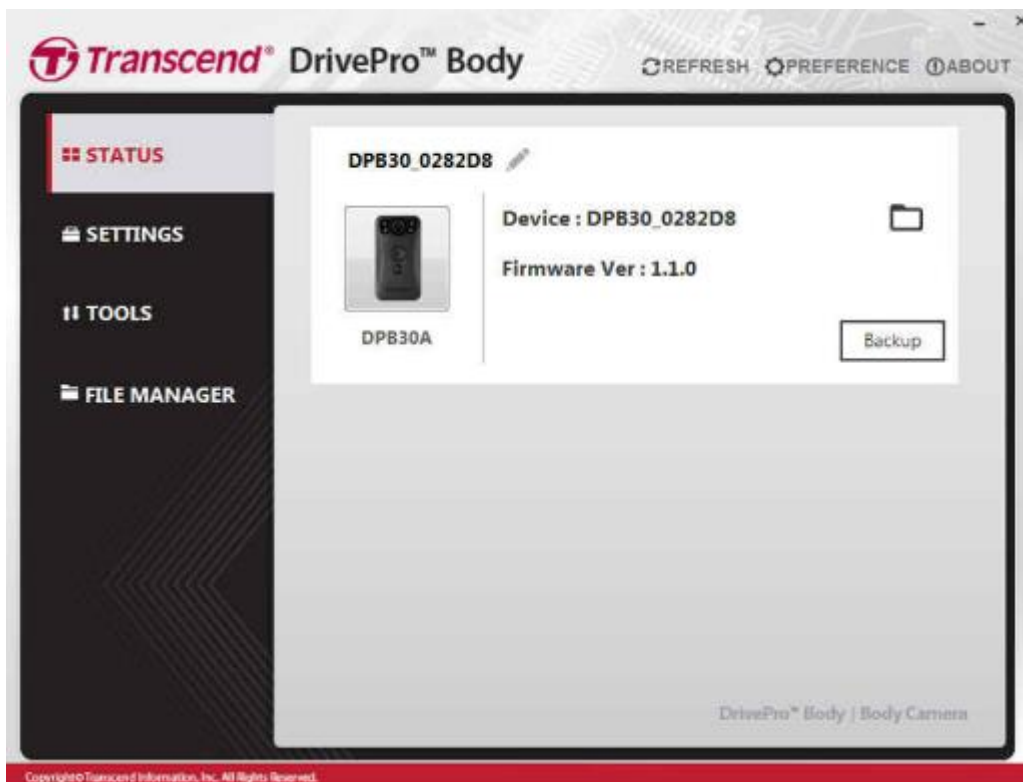 Transcend® DrivePro™ Body
REFRESH PREFERENCE ABOUT
STATUS
SETTINGS
TOOLS
FILE MANAGER
DPB30_0282D8
Device : DPB30_0282D8
Firmware Ver : 1.1.0
DPB30A
Backup
DrivePro™ Body | Body Camera
Copyright© Transcend Information, Inc. All Rights Reserved.